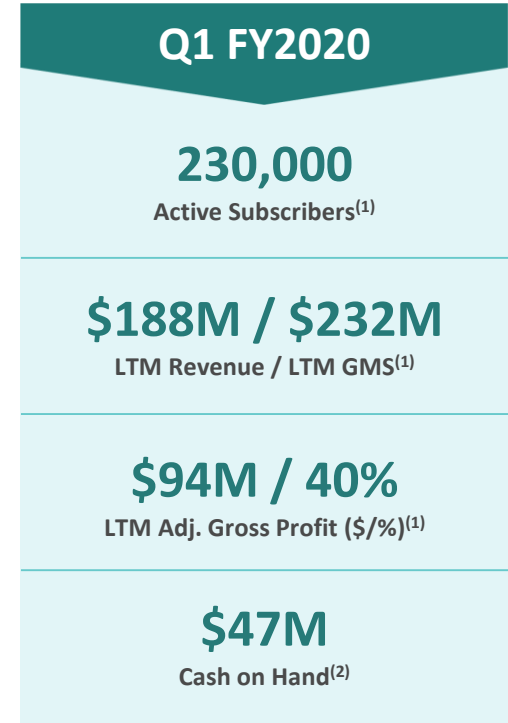 Q1 FY2020
230,000
Active Subscribers(1)
$188M / $232M
LTM Revenue / LTM GMS(1)
$94M / 40%
LTM Adj. Gross Profit ($/%)(1)
$47M
Cash on Hand(2)